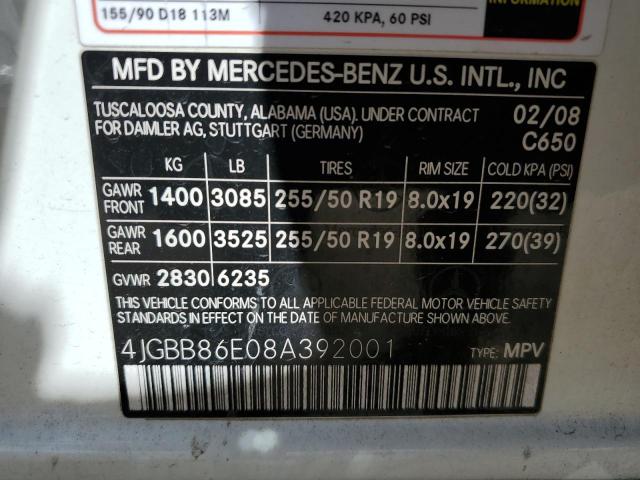 INFORMATION
155/90 D18 113M 420 KPA, 60 PSI
MFD BY MERCEDES-BENZ U.S. INTL., INC
TUSCALOOSA COUNTY, ALABAMA (USA). UNDER CONTRACT 02/08
FOR DAIMLER AG, STUTTGART (GERMANY) C650
KG LB TIRES RIM SIZE COLD KPA (PSI)
GAWR FRONT 1400 3085 255/50 R19 8.0x19 220(32)
GAWR REAR 1600 3525 255/50 R19 8.0x19 270(39)
GVWR 2830 6235
THIS VEHICLE CONFORMS TO ALL APPLICABLE FEDERAL MOTOR VEHICLE SAFETY
STANDARDS IN EFFECT ON THE DATE OF MANUFACTURE SHOWN ABOVE
4JGBB86E08A392001 TYPE: MPV